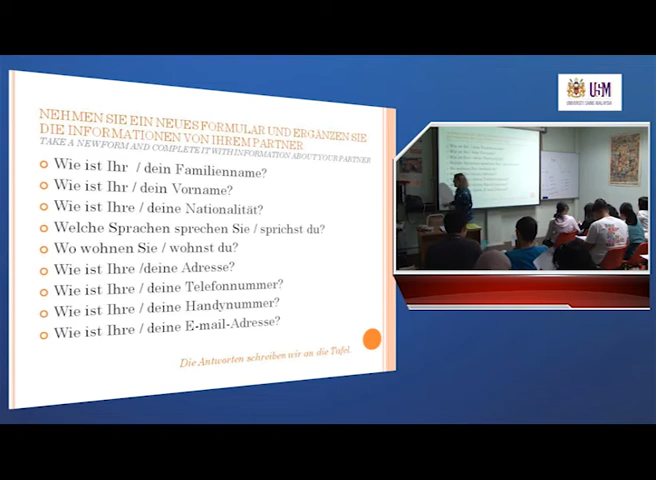 NEHMEN SIE EIN NEUES FORMULAR UND ERGÄNZEN SIE
DIE INFORMATIONEN VON IHREM PARTNER
TAKE A NEW FORM AND COMPLETE IT WITH INFORMATION ABOUT YOUR PARTNER
Wie ist Ihr / dein Familienname?
Wie ist Ihr / dein Vorname?
Wie ist Ihre / deine Nationalität?
Welche Sprachen sprechen Sie / sprichst du?
Wo wohnen Sie / wohnst du?
Wie ist Ihre /deine Adresse?
Wie ist Ihre / deine Telefonnummer?
Wie ist Ihre / deine Handynummer?
Wie ist Ihre / deine E-mail-Adresse?
Die Antworten schreiben wir an die Tafel.
USM
UNIVERSITI SAINS MALAYSIA